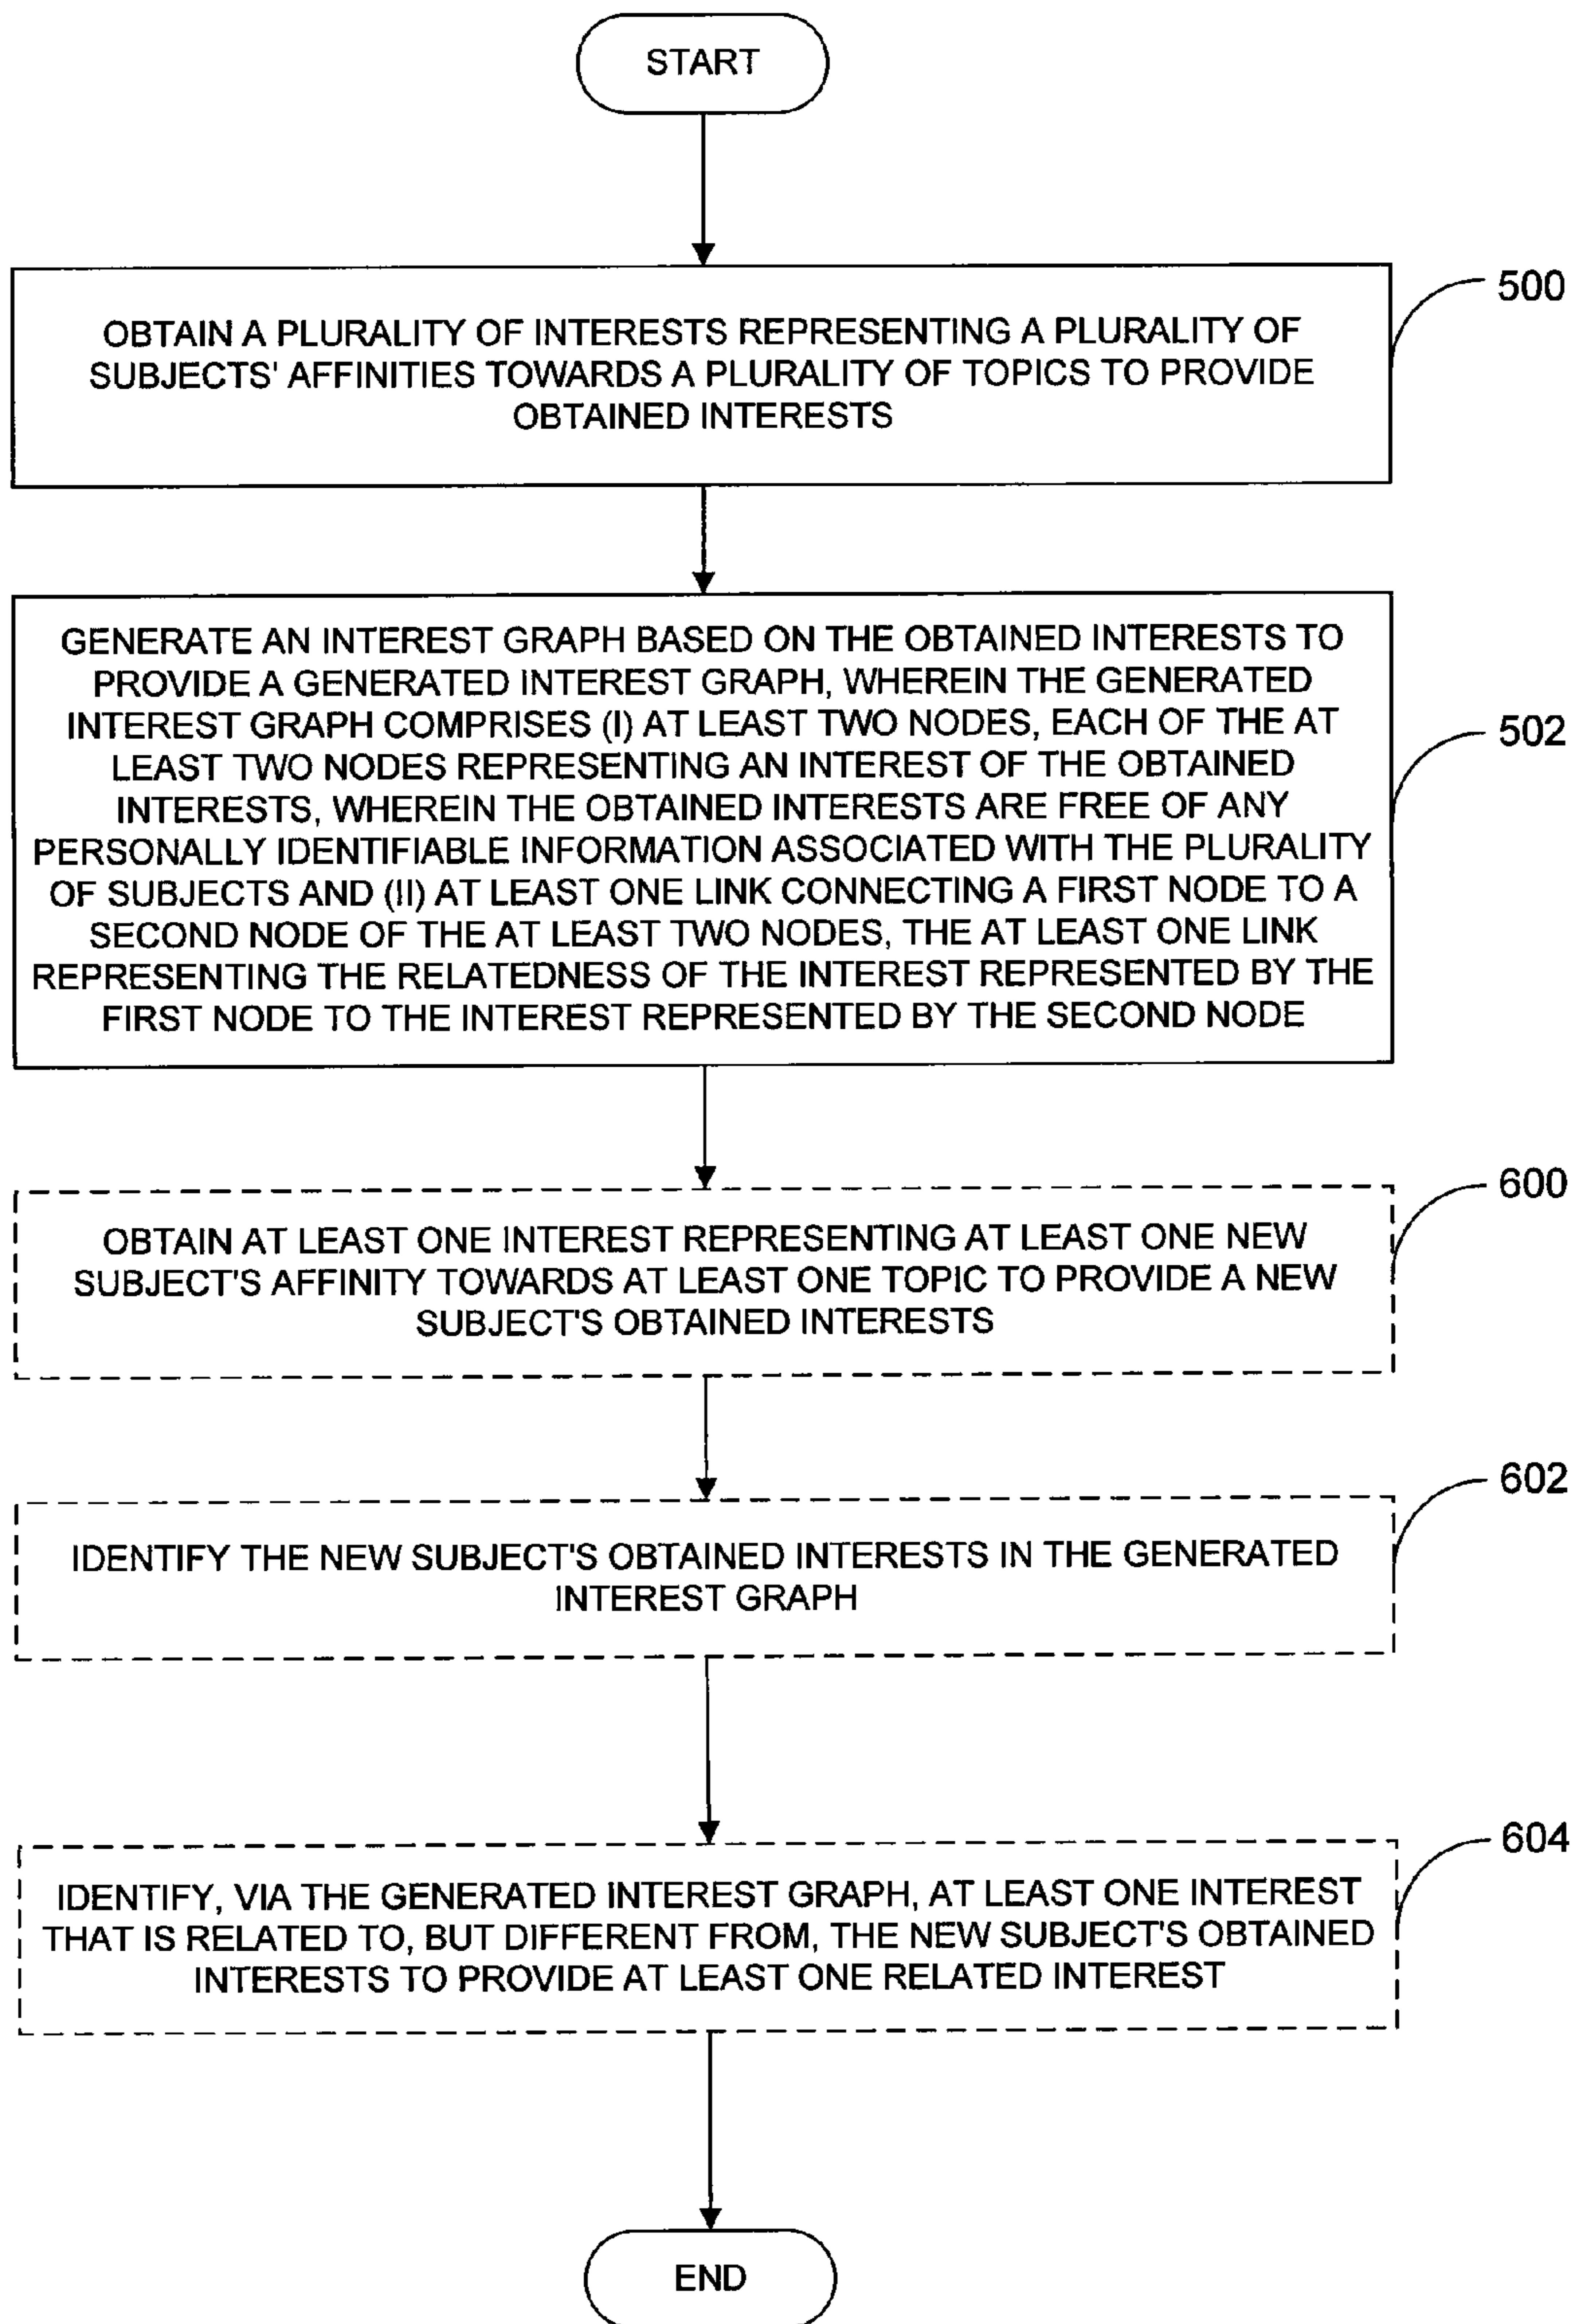 START
500
OBTAIN A PLURALITY OF INTERESTS REPRESENTING A PLURALITY OF
SUBJECTS' AFFINITIES TOWARDS A PLURALITY OF TOPICS TO PROVIDE
OBTAINED INTERESTS
502
GENERATE AN INTEREST GRAPH BASED ON THE OBTAINED INTERESTS TO
PROVIDE A GENERATED INTEREST GRAPH, WHEREIN THE GENERATED
INTEREST GRAPH COMPRISES (I) AT LEAST TWO NODES, EACH OF THE AT
LEAST TWO NODES REPRESENTING AN INTEREST OF THE OBTAINED
INTERESTS, WHEREIN THE OBTAINED INTERESTS ARE FREE OF ANY
PERSONALLY IDENTIFIABLE INFORMATION ASSOCIATED WITH THE PLURALITY
OF SUBJECTS AND (II) AT LEAST ONE LINK CONNECTING A FIRST NODE TO A
SECOND NODE OF THE AT LEAST TWO NODES, THE AT LEAST ONE LINK
REPRESENTING THE RELATEDNESS OF THE INTEREST REPRESENTED BY THE
FIRST NODE TO THE INTEREST REPRESENTED BY THE SECOND NODE
600
OBTAIN AT LEAST ONE INTEREST REPRESENTING AT LEAST ONE NEW
SUBJECT'S AFFINITY TOWARDS AT LEAST ONE TOPIC TO PROVIDE A NEW
SUBJECT'S OBTAINED INTERESTS
602
IDENTIFY THE NEW SUBJECT'S OBTAINED INTERESTS IN THE GENERATED
INTEREST GRAPH
604
IDENTIFY, VIA THE GENERATED INTEREST GRAPH, AT LEAST ONE INTEREST
THAT IS RELATED TO, BUT DIFFERENT FROM, THE NEW SUBJECT'S OBTAINED
INTERESTS TO PROVIDE AT LEAST ONE RELATED INTEREST
END